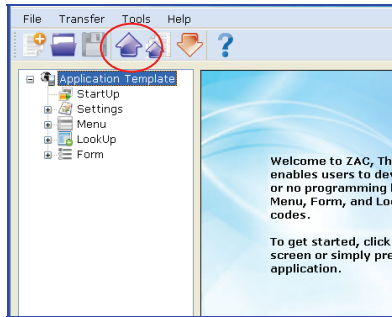 File Transfer Tools Help
Application Template
StartUp
Settings
Menu
LookUp
Form
Welcome to ZAC, Th
enables users to dev
or no programming
Menu, Form, and Loo
codes.
To get started, click
screen or simply pre
application.